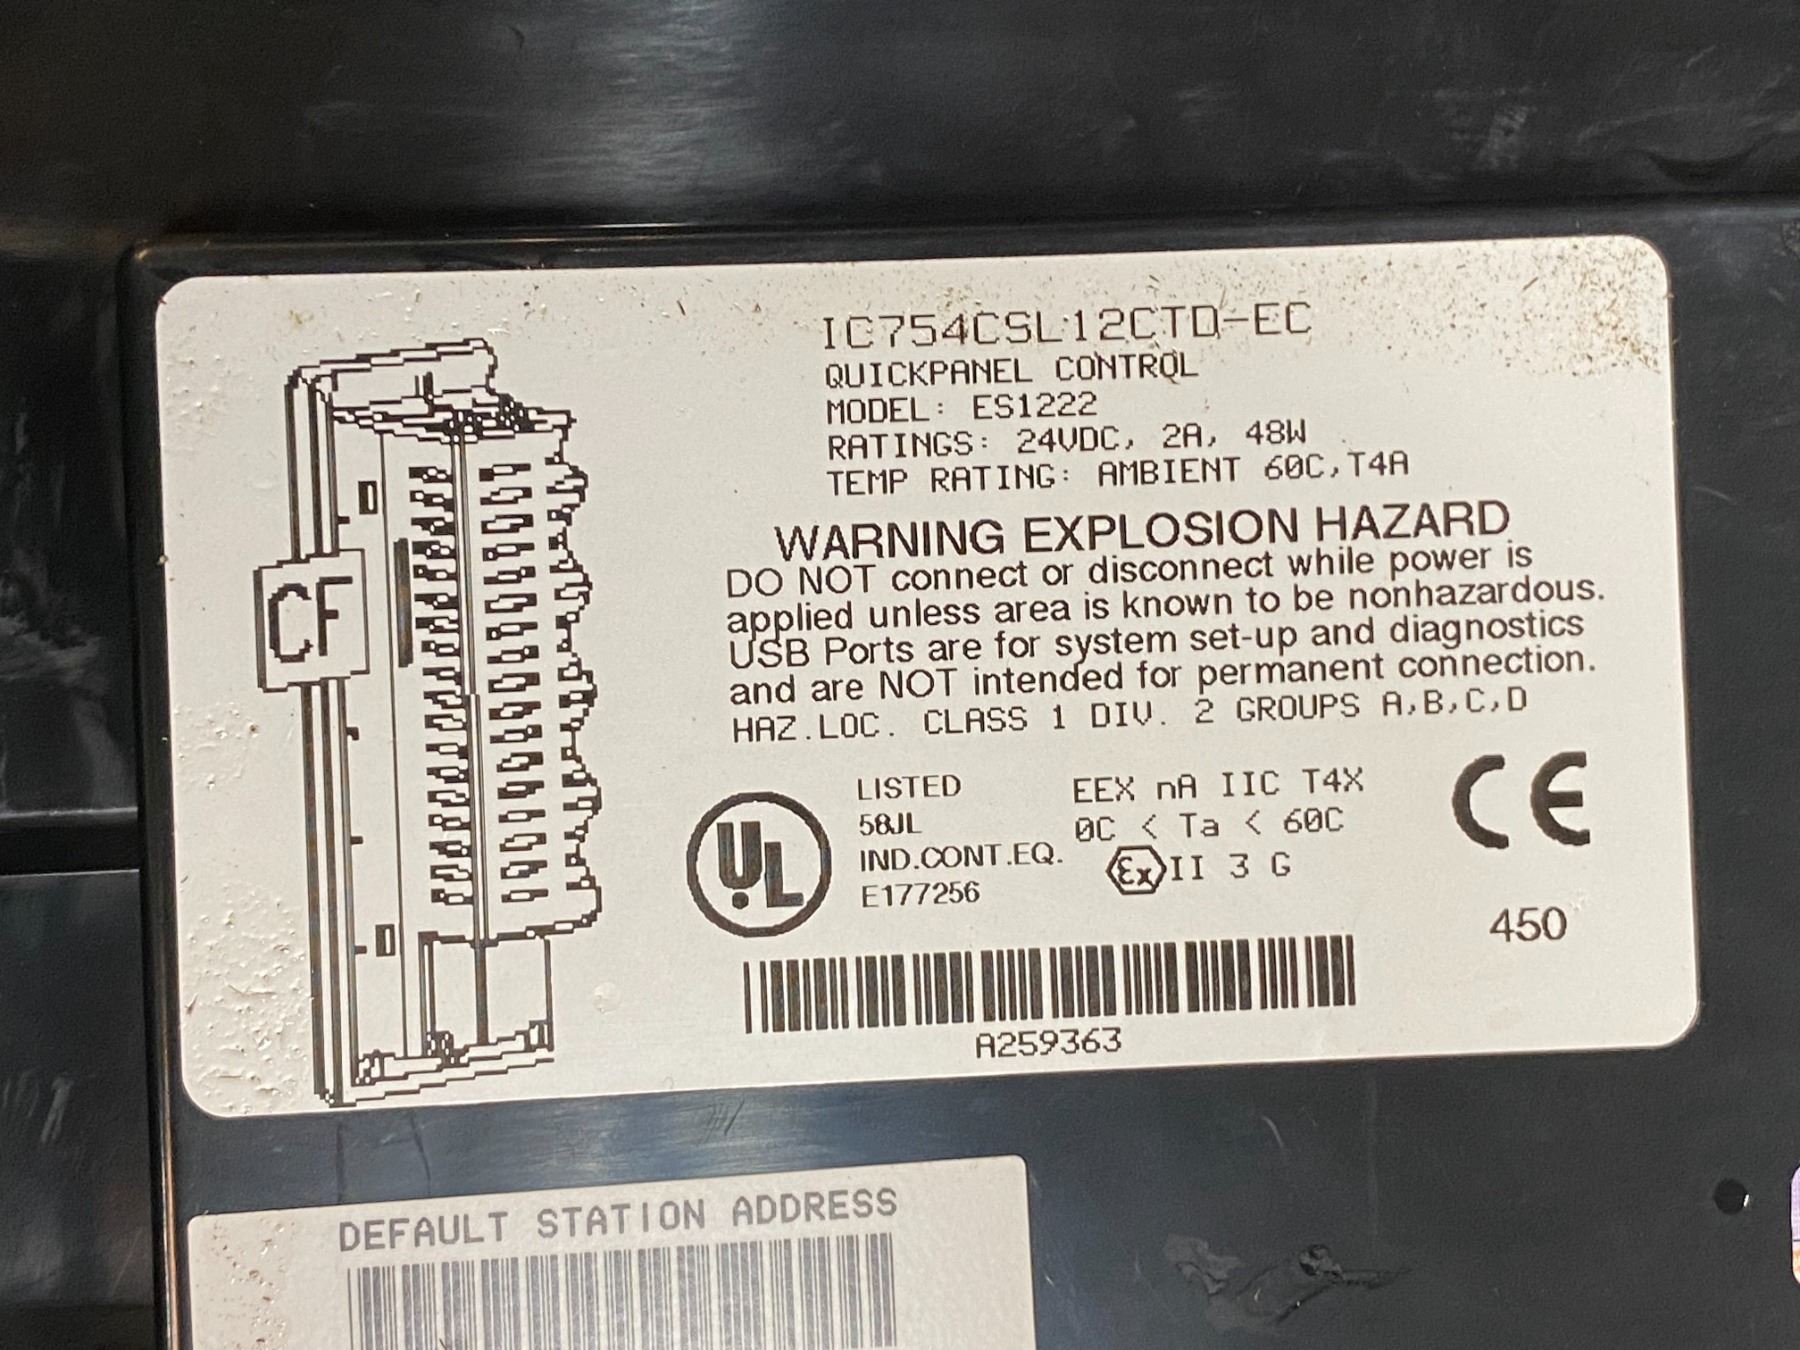 IC754CSL12CTD-EC
QUICKPANEL CONTROL
MODEL: ES1222
RATINGS: 24VDC, 2A, 48W
TEMP RATING: AMBIENT 60C,T4A
WARNING EXPLOSION HAZARD
DO NOT connect or disconnect while power is
applied unless area is known to be nonhazardous.
USB Ports are for system set-up and diagnostics
and are NOT intended for permanent connection.
HAZ.LOC. CLASS 1 DIV. 2 GROUPS A,B,C,D
CF
UL
LISTED
58JL
IND.CONT.EQ.
E177256
EEX nA IIC T4X
0C < Ta < 60C
Ex II 3 G
CE
450
A259363
DEFAULT STATION ADDRESS